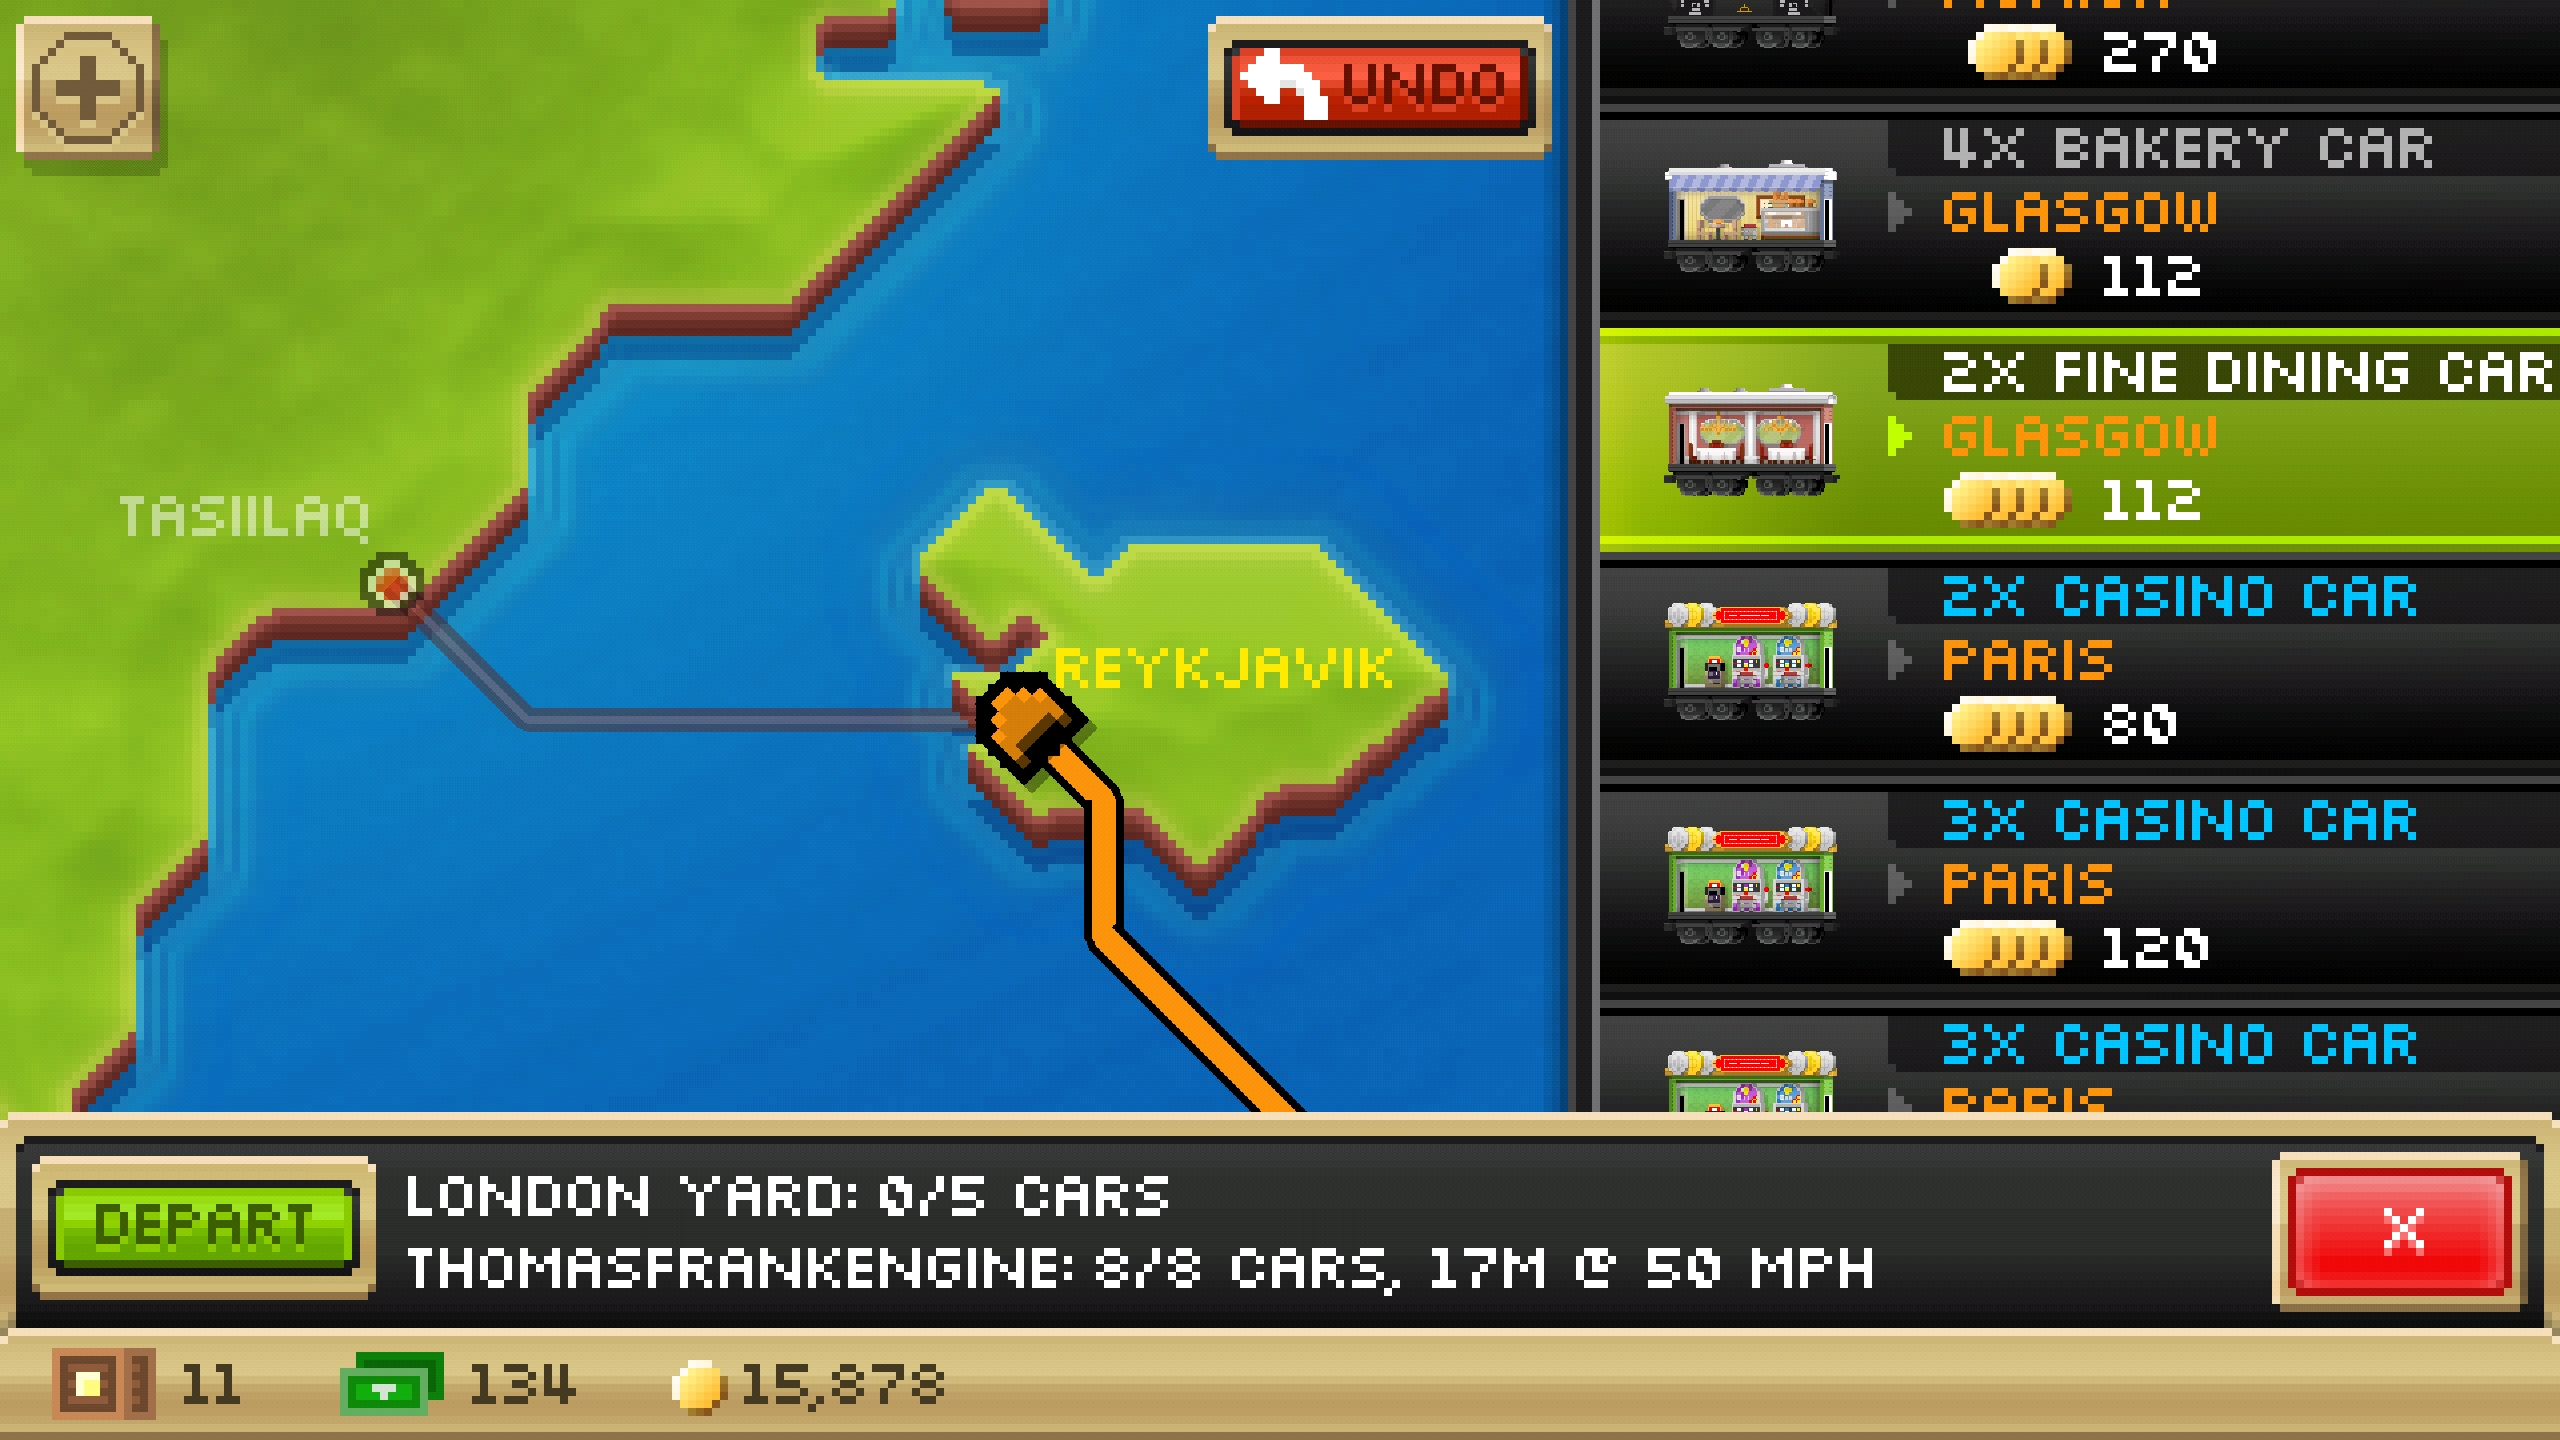 UNDO
TASIILAQ
REYKJAVIK
270
4X BAKERY CAR
GLASGOW
112
2X FINE DINING CAR
GLASGOW
112
2X CASINO CAR
PARIS
80
3X CASINO CAR
PARIS
120
3X CASINO CAR
PARIS
DEPART
LONDON YARD: 0/5 CARS
THOMASFRANKENGINE: 8/8 CARS, 17M @ 50 MPH
X
11
134
15,878